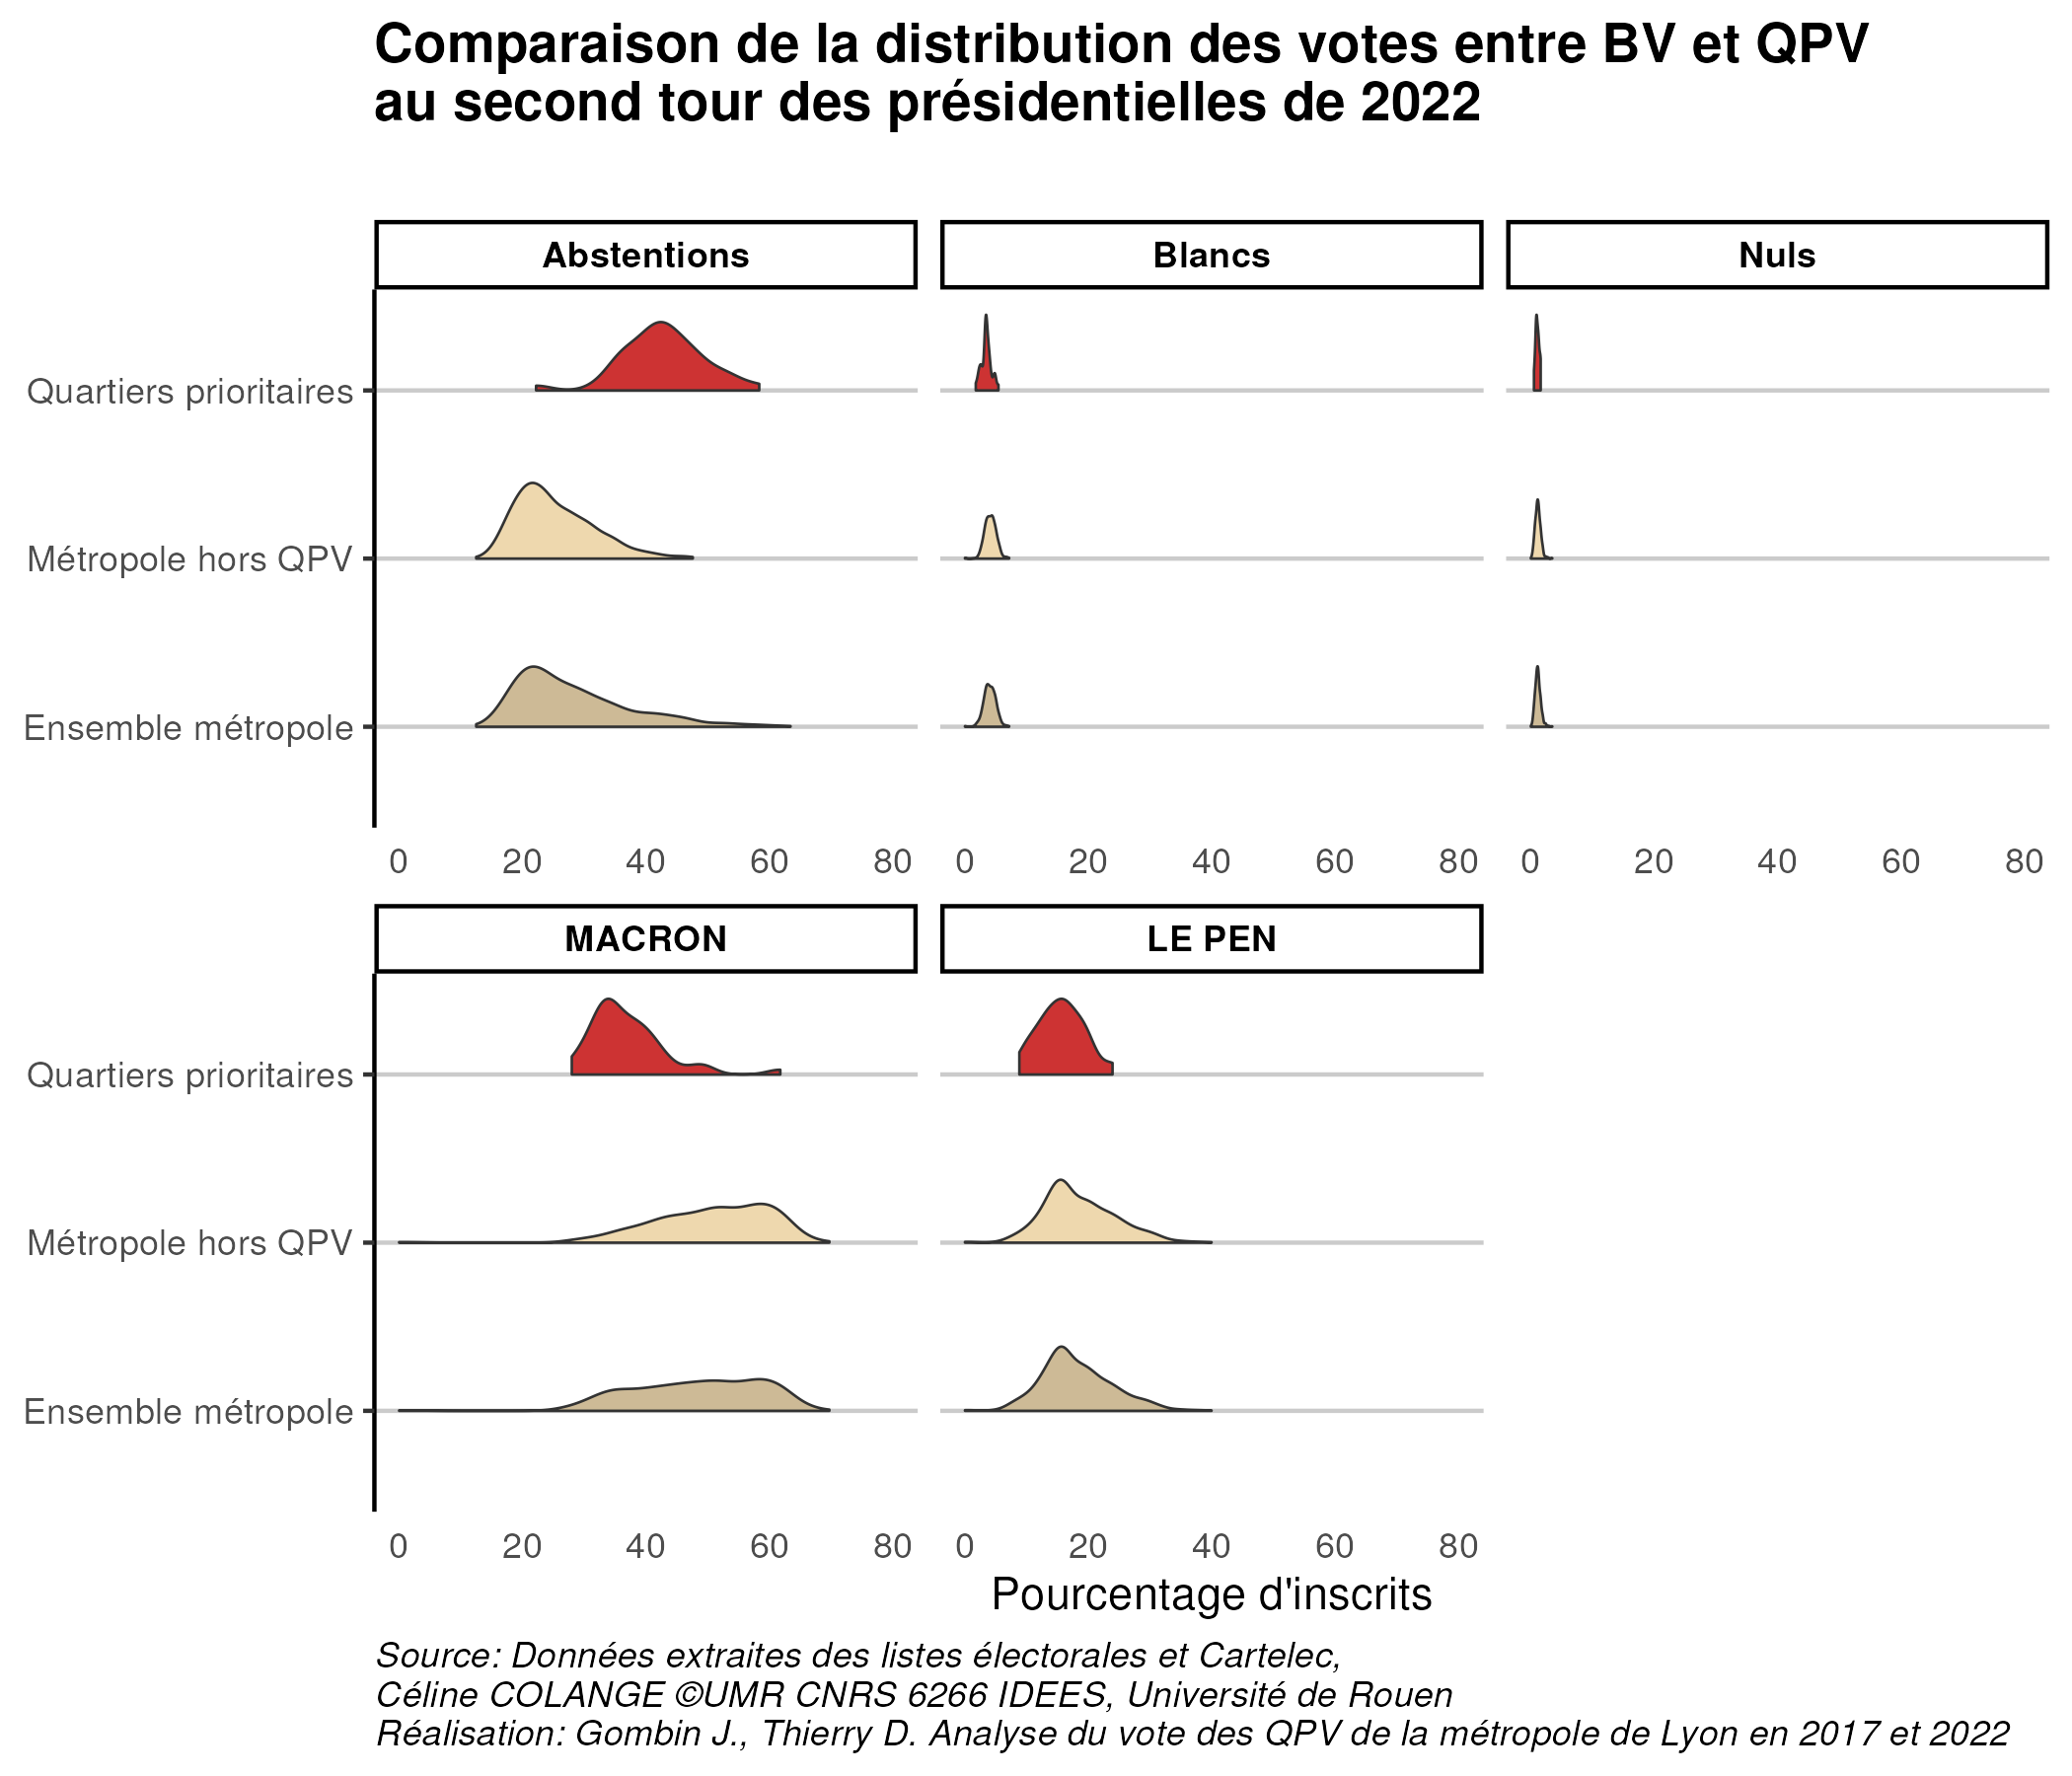 Comparaison de la distribution des votes entre BV et QPV
au second tour des présidentielles de 2022
Abstentions
Blancs
Nuls
Quartiers prioritaires
Métropole hors QPV
Ensemble métropole
0 20 40 60 80
0 20 40 60 80
0 20 40 60 80
MACRON
LE PEN
Quartiers prioritaires
Métropole hors QPV
Ensemble métropole
0 20 40 60 80
0 20 40 60 80
Pourcentage d'inscrits
Source: Données extraites des listes électorales et Cartelec,
Céline COLANGE ©UMR CNRS 6266 IDEES, Université de Rouen
Réalisation: Gombin J., Thierry D. Analyse du vote des QPV de la métropole de Lyon en 2017 et 2022